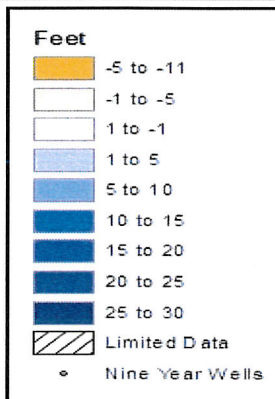 Feet
-5 to -11
-1 to -5
1 to -1
1 to 5
5 to 10
10 to 15
15 to 20
20 to 25
25 to 30
Limited Data
Nine Year Wells